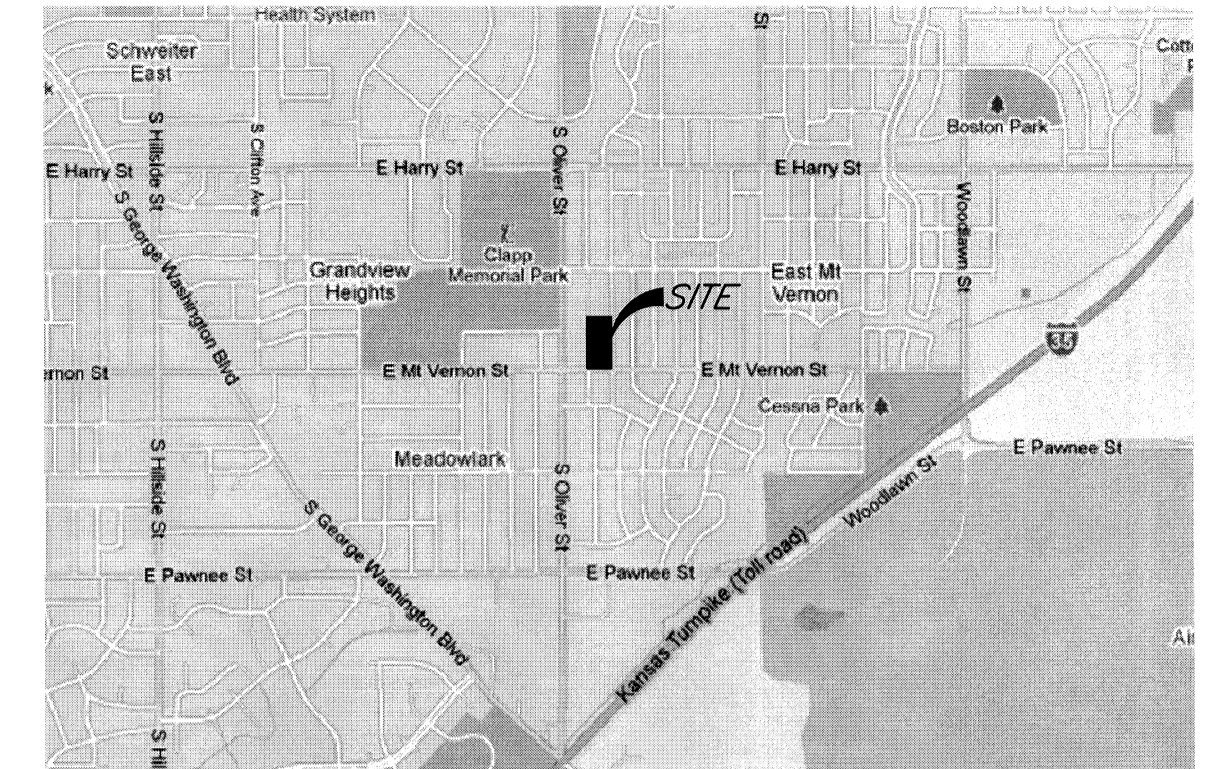 Health System
St
Schweiter
East
Boston Park
S Hillside St
S Clifton Ave
S Oliver St
E Harry St
E Harry St
E Harry St
Woodlawn St
S George Washington Blvd
Clapp
Memorial Park
Grandview
Heights
East Mt
Vernon
SITE
35
E Mt Vernon St
E Mt Vernon St
Cessna Park
S Hillside St
Meadowlark
S Oliver St
E Pawnee St
Woodlawn St
S George Washington Blvd
E Pawnee St
E Pawnee St
Kansas Turnpike (Toll road)
S Hil